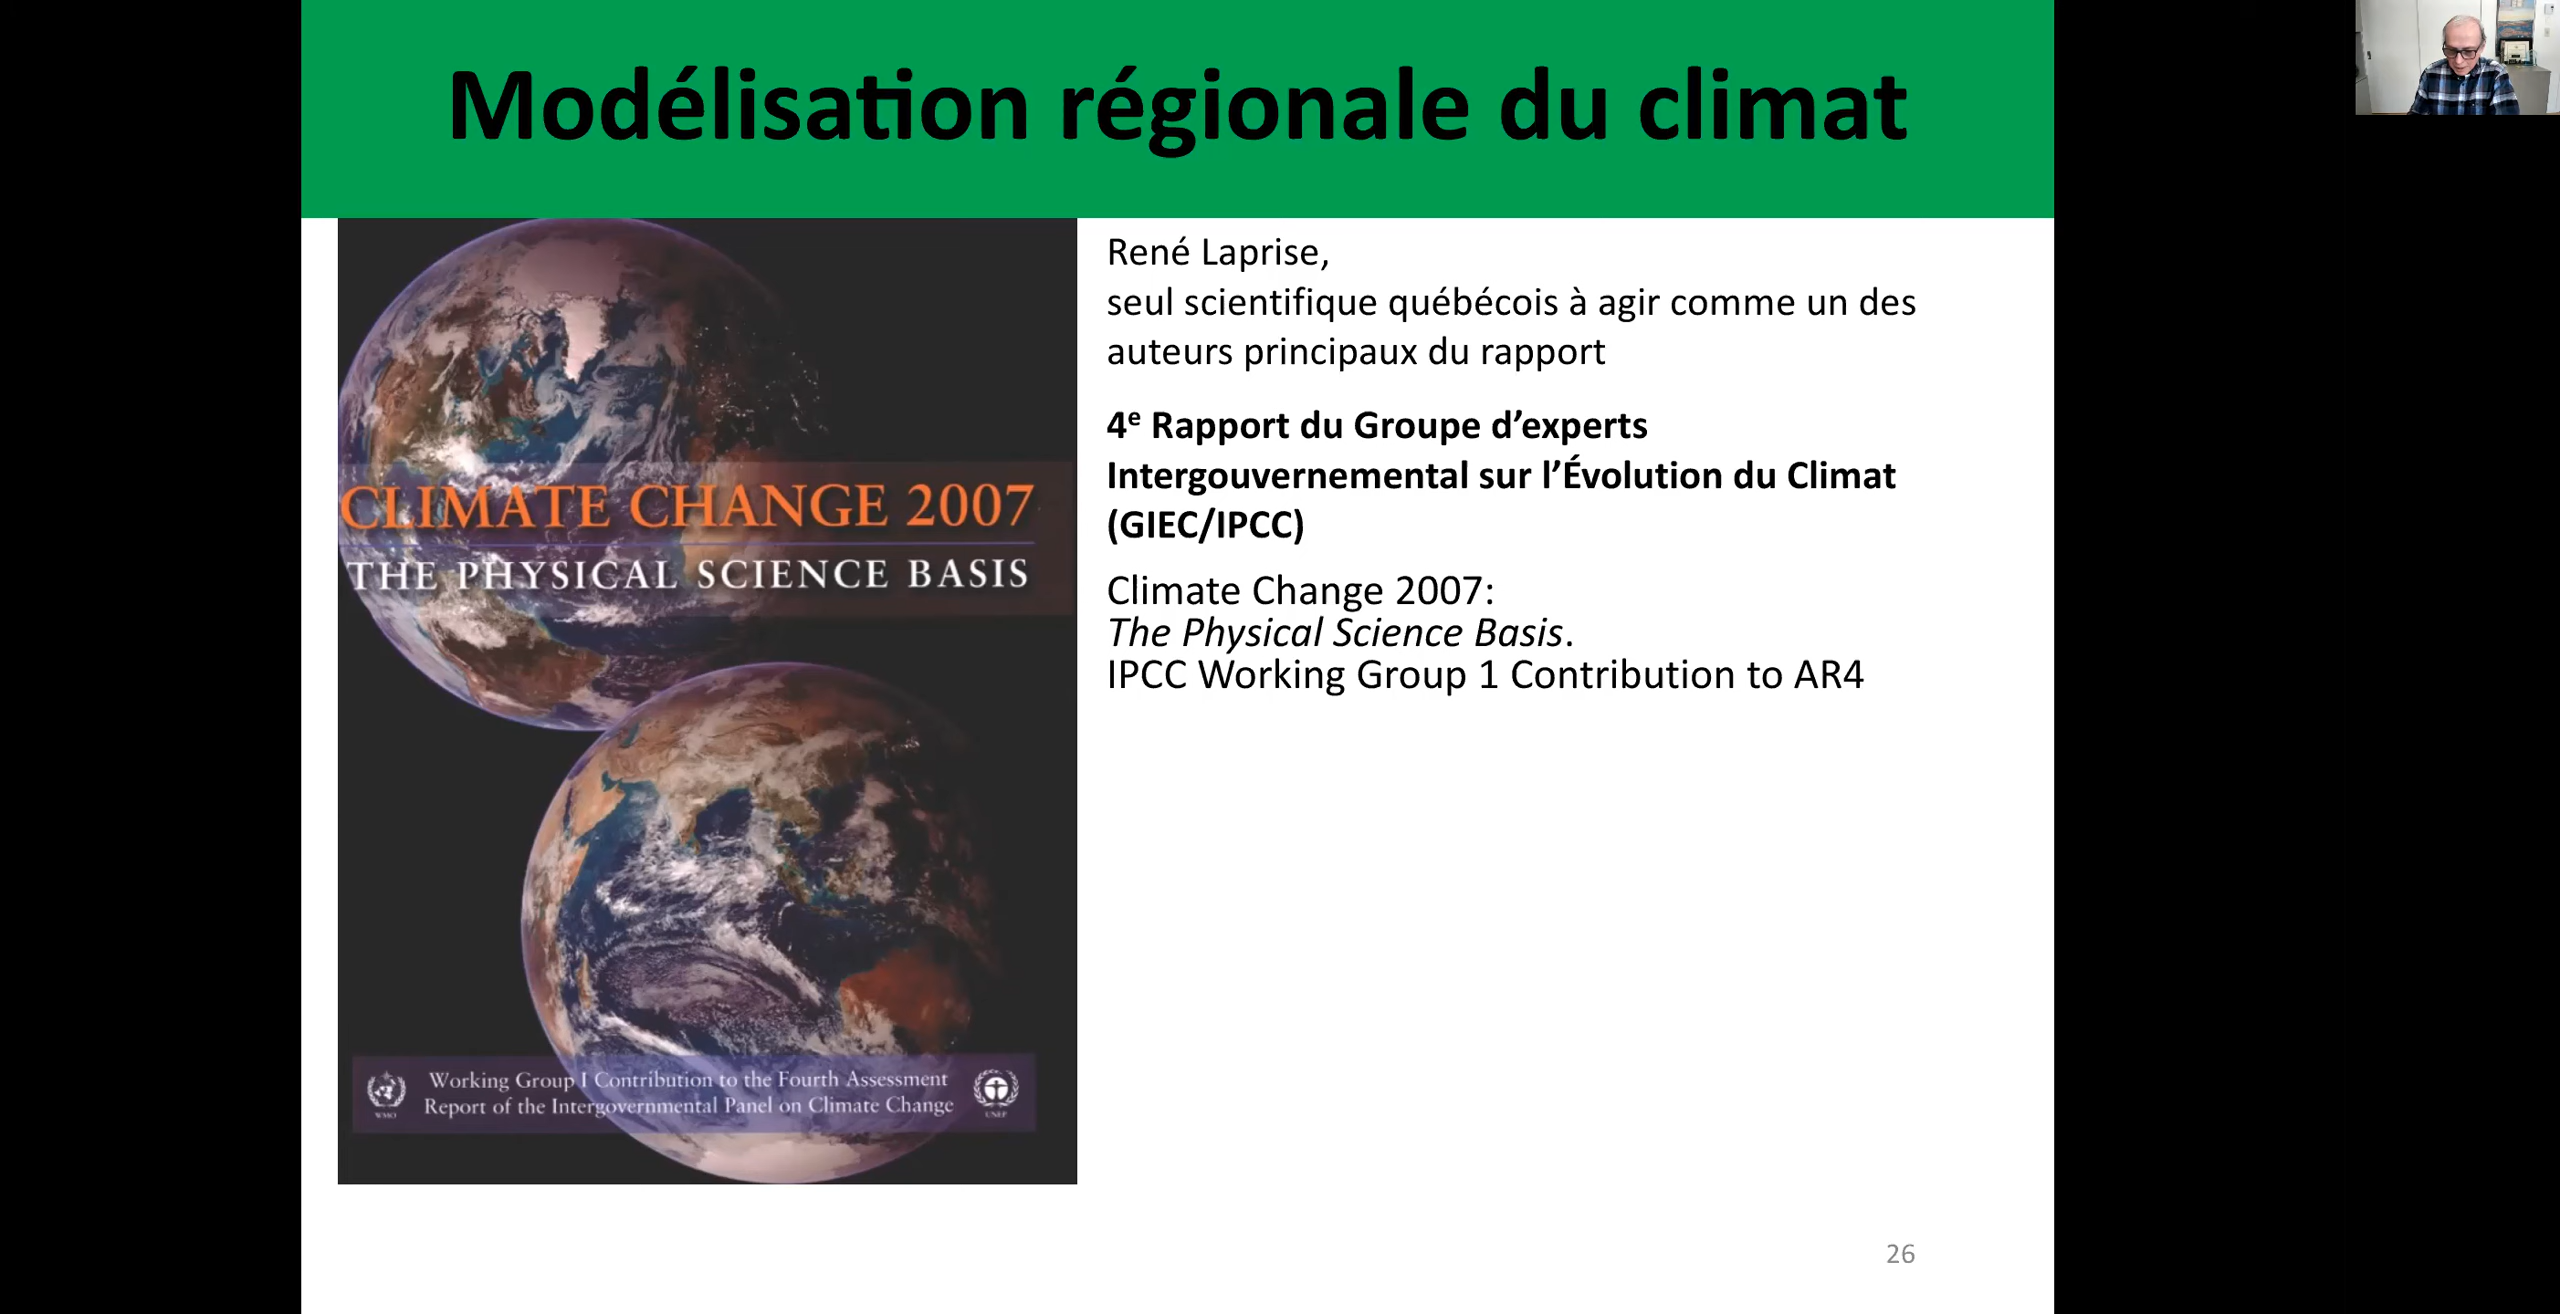 Modélisation régionale du climat
CLIMATE CHANGE 2007
THE PHYSICAL SCIENCE BASIS
WMO
Working Group I Contribution to the Fourth Assessment
Report of the Intergovernmental Panel on Climate Change
UNEP
René Laprise,
seul scientifique québécois à agir comme un des
auteurs principaux du rapport
4e Rapport du Groupe d’experts
Intergouvernemental sur l’Évolution du Climat
(GIEC/IPCC)
Climate Change 2007:
The Physical Science Basis.
IPCC Working Group 1 Contribution to AR4
26